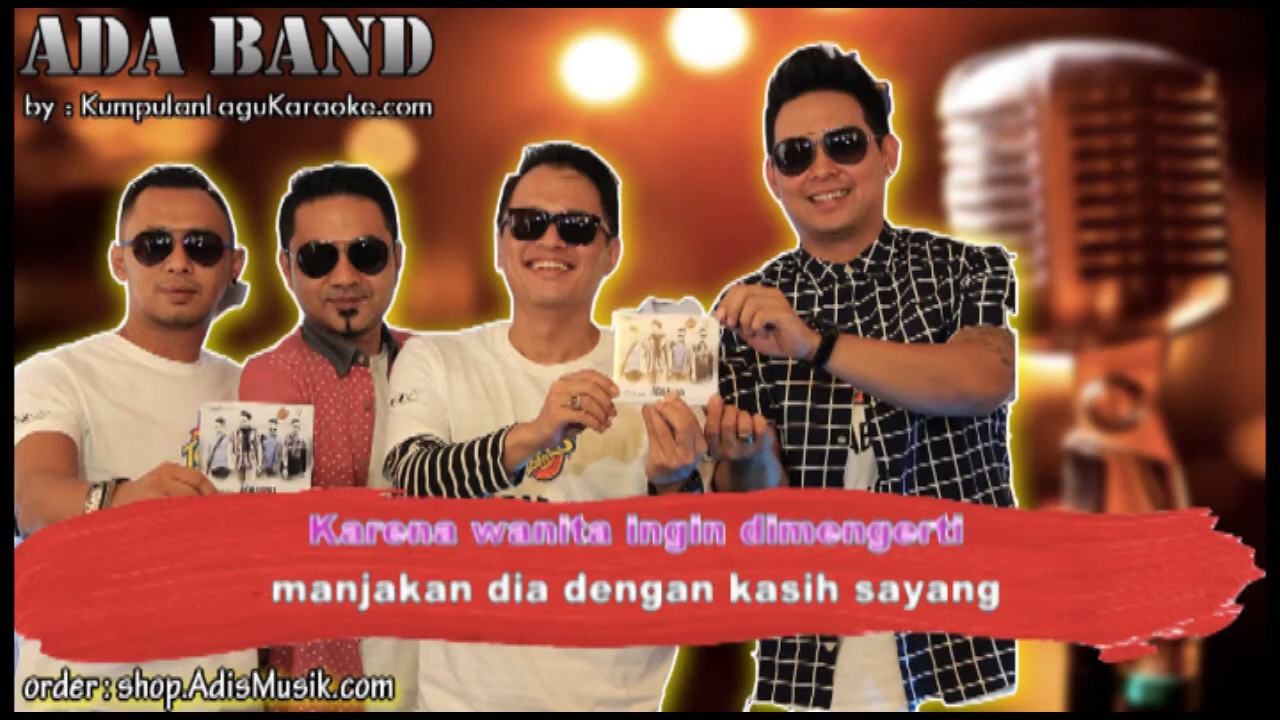 ADA BAND
by : KumpulanLaguKaraoke.com
Karena wanita ingin dimengerti
manjakan dia dengan kasih sayang
order : shop.AdisMusik.com